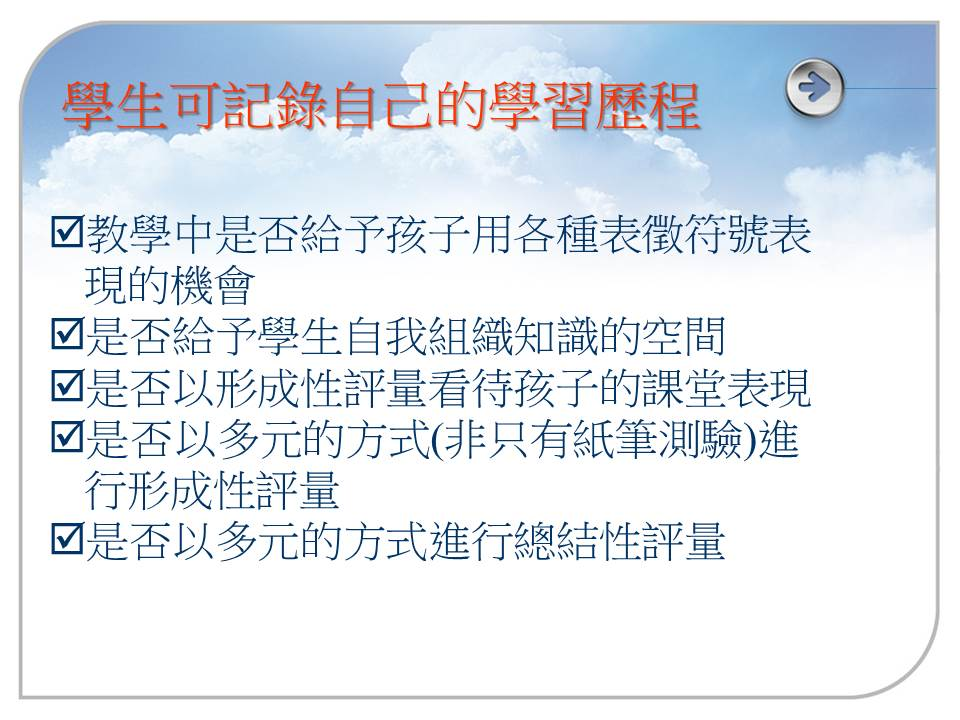 學生可記錄自己的學習歷程
☑教學中是否給予孩子用各種表徵符號表
現的機會
☑是否給予學生自我組織知識的空間
☑是否以形成性評量看待孩子的課堂表現
☑是否以多元的方式(非只有紙筆測驗)進
行形成性評量
☑是否以多元的方式進行總結性評量